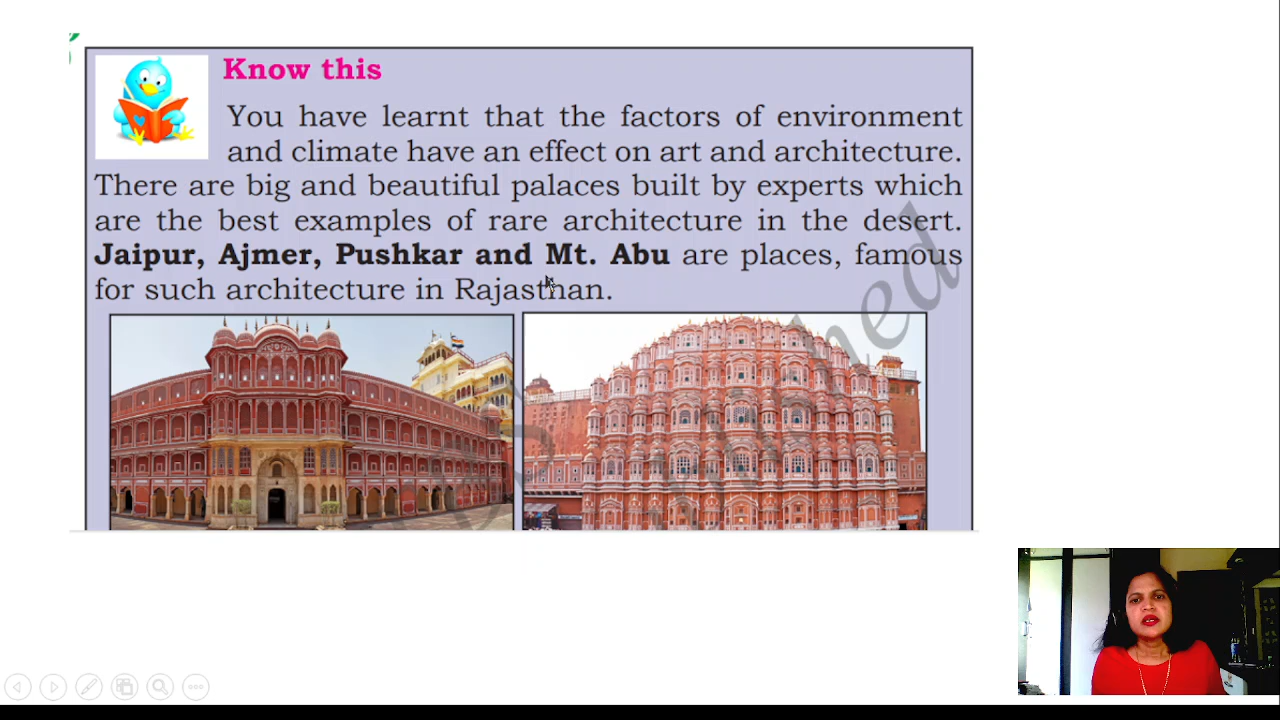 Know this
You have learnt that the factors of environment
and climate have an effect on art and architecture.
There are big and beautiful palaces built by experts which
are the best examples of rare architecture in the desert.
Jaipur, Ajmer, Pushkar and Mt. Abu are places, famous
for such architecture in Rajasthan.